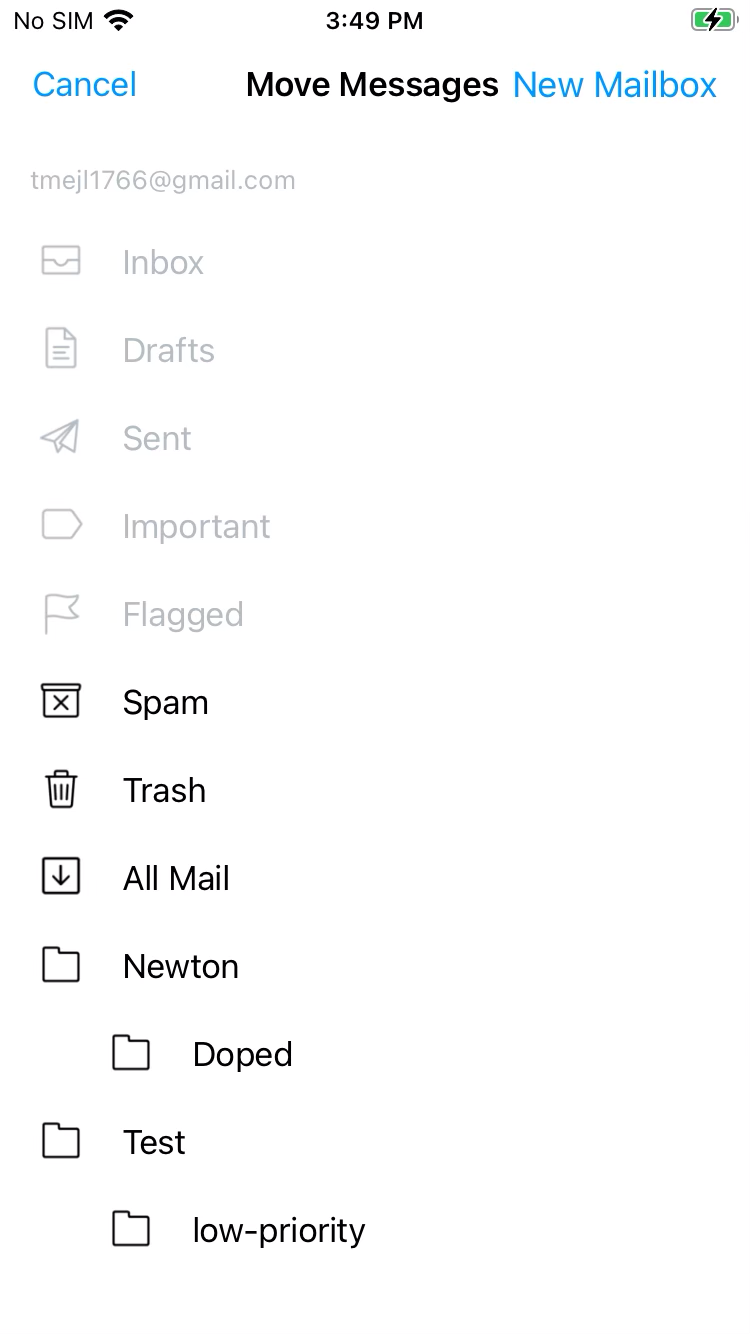 No SIM 3:49 PM
Cancel Move Messages New Mailbox
tmejl1766@gmail.com
Inbox
Drafts
Sent
Important
Flagged
Spam
Trash
All Mail
Newton
Doped
Test
low-priority